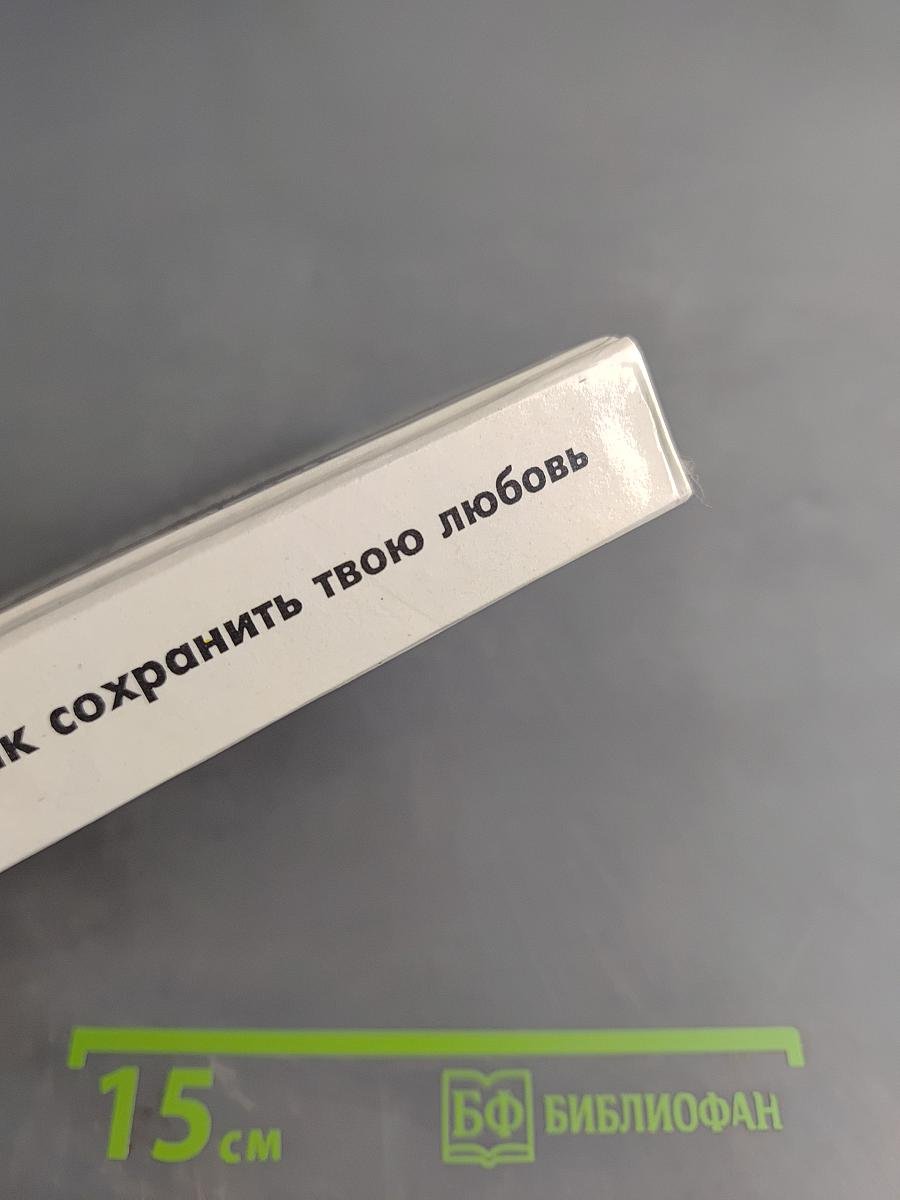 к сохранить твою любовь
15 см
БФ БИБЛИОФАН